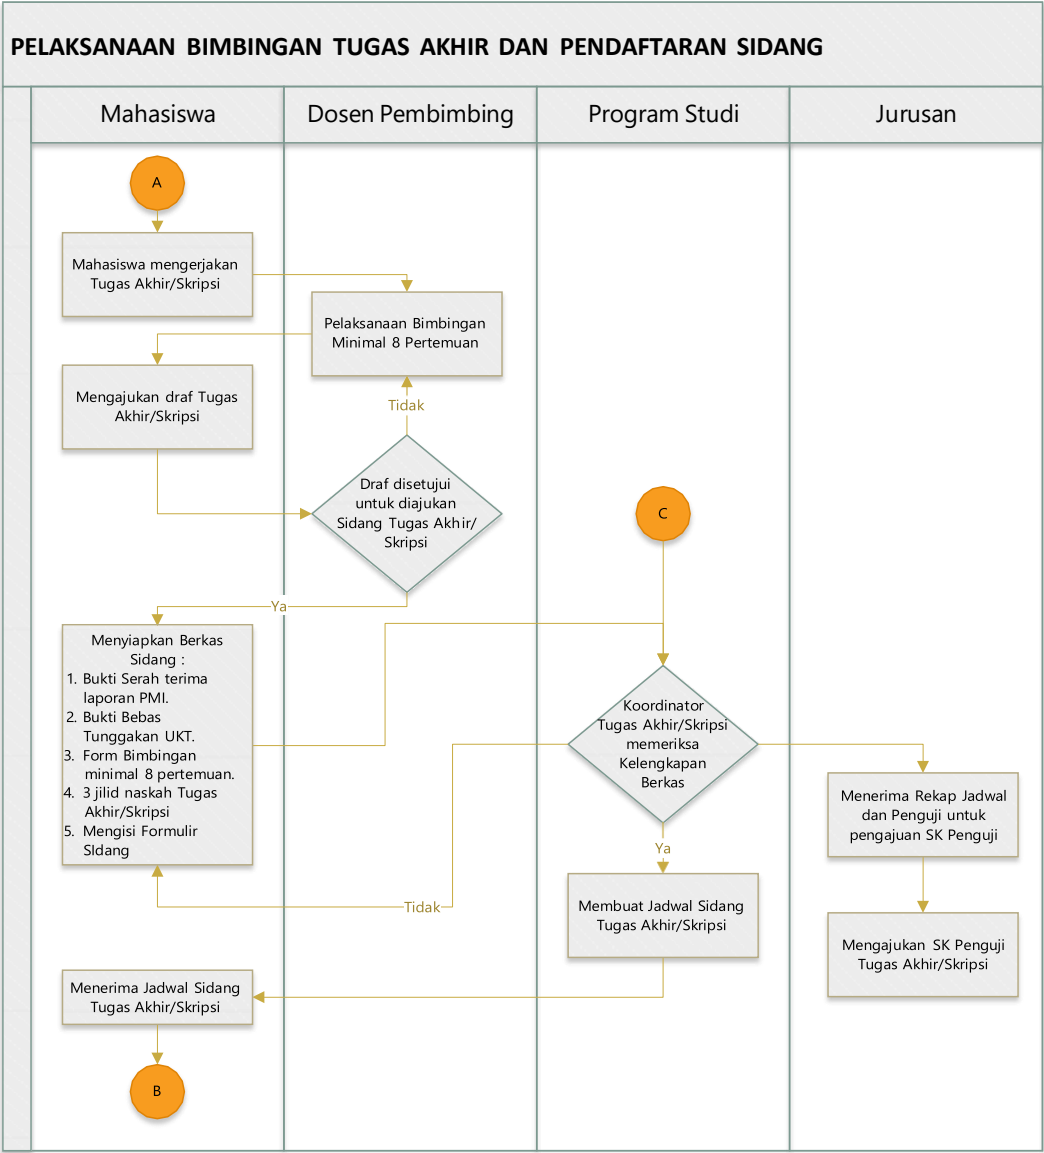 PELAKSANAAN BIMBINGAN TUGAS AKHIR DAN PENDAFTARAN SIDANG
Mahasiswa
Dosen Pembimbing
Program Studi
Jurusan
A
Mahasiswa mengerjakan
Tugas Akhir/Skripsi
Pelaksanaan Bimbingan
Minimal 8 Pertemuan
Mengajukan draf Tugas
Akhir/Skripsi
Tidak
Draf disetujui
untuk diajukan
Sidang Tugas Akhir/
Skripsi
C
Ya
Menyiapkan Berkas
Sidang :
1. Bukti Serah terima
laporan PMI.
2. Bukti Bebas
Tunggakan UKT.
3. Form Bimbingan
minimal 8 pertemuan.
4. 3 jilid naskah Tugas
Akhir/Skripsi
5. Mengisi Formulir
SIdang
Koordinator
Tugas Akhir/Skripsi
memeriksa
Kelengkapan
Berkas
Menerima Rekap Jadwal
dan Penguji untuk
pengajuan SK Penguji
Ya
Tidak
Membuat Jadwal Sidang
Tugas Akhir/Skripsi
Mengajukan SK Penguji
Tugas Akhir/Skripsi
Menerima Jadwal Sidang
Tugas Akhir/Skripsi
B